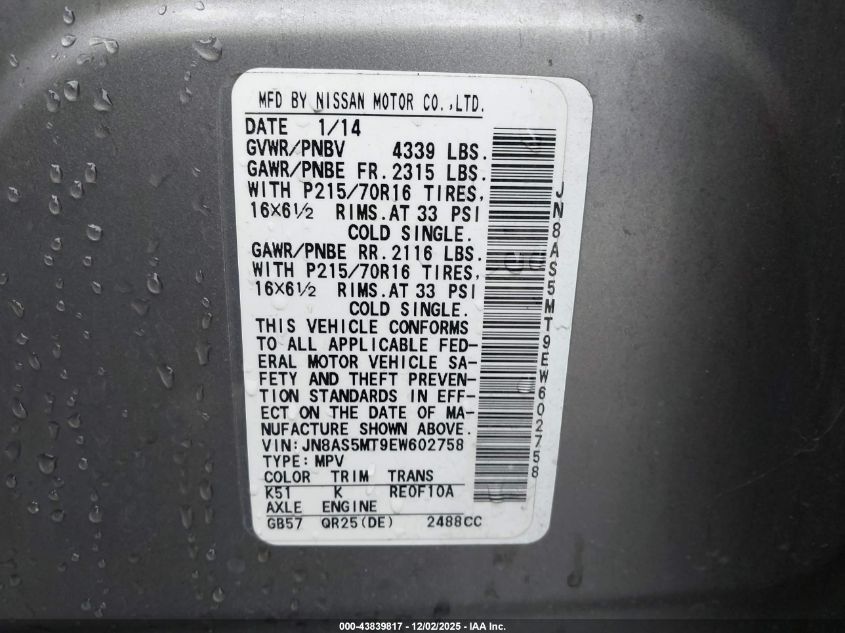 MFD BY NISSAN MOTOR CO.,LTD.
DATE 1/14
GVWR/PNBV 4339 LBS.
GAWR/PNBE FR.2315 LBS.
WITH P215/70R16 TIRES,
16X6½ RIMS.AT 33 PSI
COLD SINGLE.
GAWR/PNBE RR.2116 LBS.
WITH P215/70R16 TIRES,
16X6½ RIMS.AT 33 PSI
COLD SINGLE.
THIS VEHICLE CONFORMS
TO ALL APPLICABLE FED-
ERAL MOTOR VEHICLE SA-
FETY AND THEFT PREVEN-
TION STANDARDS IN EFF-
ECT ON THE DATE OF MA-
NUFACTURE SHOWN ABOVE.
VIN:JN8AS5MT9EW602758
TYPE:MPV
COLOR TRIM TRANS
K51 K RE0F10A
AXLE ENGINE
GB57 QR25(DE) 2488CC
JN8AS5MT9EW602758
000-43839817 - 12/02/2025 - IAA Inc.